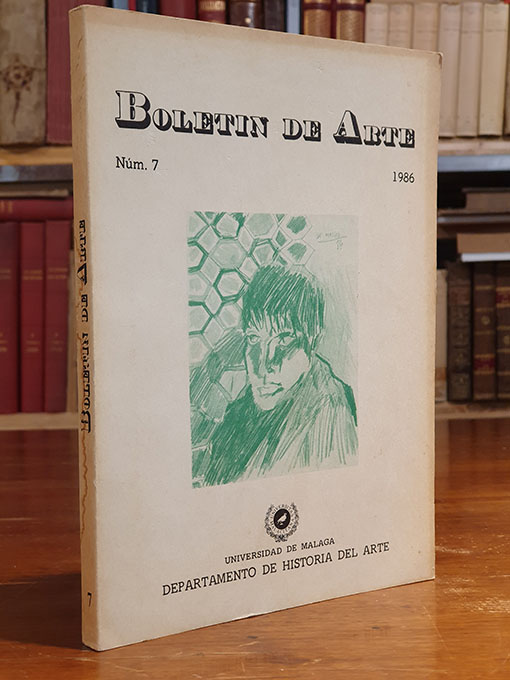 BOLETIN DE ARTE
Núm. 7
1986
UNIVERSIDAD DE MALAGA
DEPARTAMENTO DE HISTORIA DEL ARTE
BOLETIN DE ARTE
7